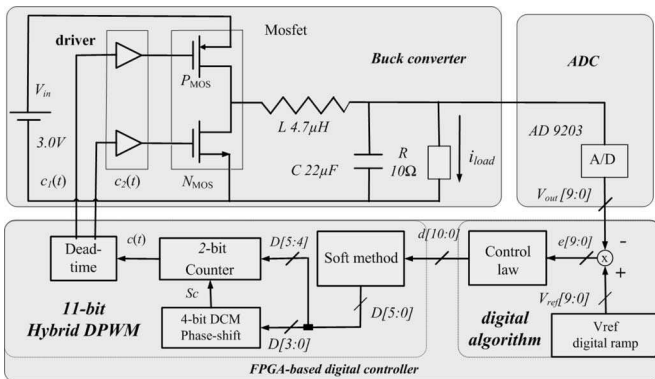 Mosfet
driver
Buck converter
ADC
V_in
P_MOS
L 4.7µH
AD 9203
3.0V
C 22µF
R
10Ω
i_load
A/D
c₁(t)
c₂(t)
N_MOS
V_out[9:0]
Dead-
time
c(t)
2-bit
Counter
D[5:4]
Soft method
d[10:0]
Control
law
e[9:0]
-
x
+
Sc
11-bit
Hybrid DPWM
4-bit DCM
Phase-shift
D[3:0]
D[5:0]
digital
algorithm
V_ref[9:0]
Vref
digital ramp
FPGA-based digital controller